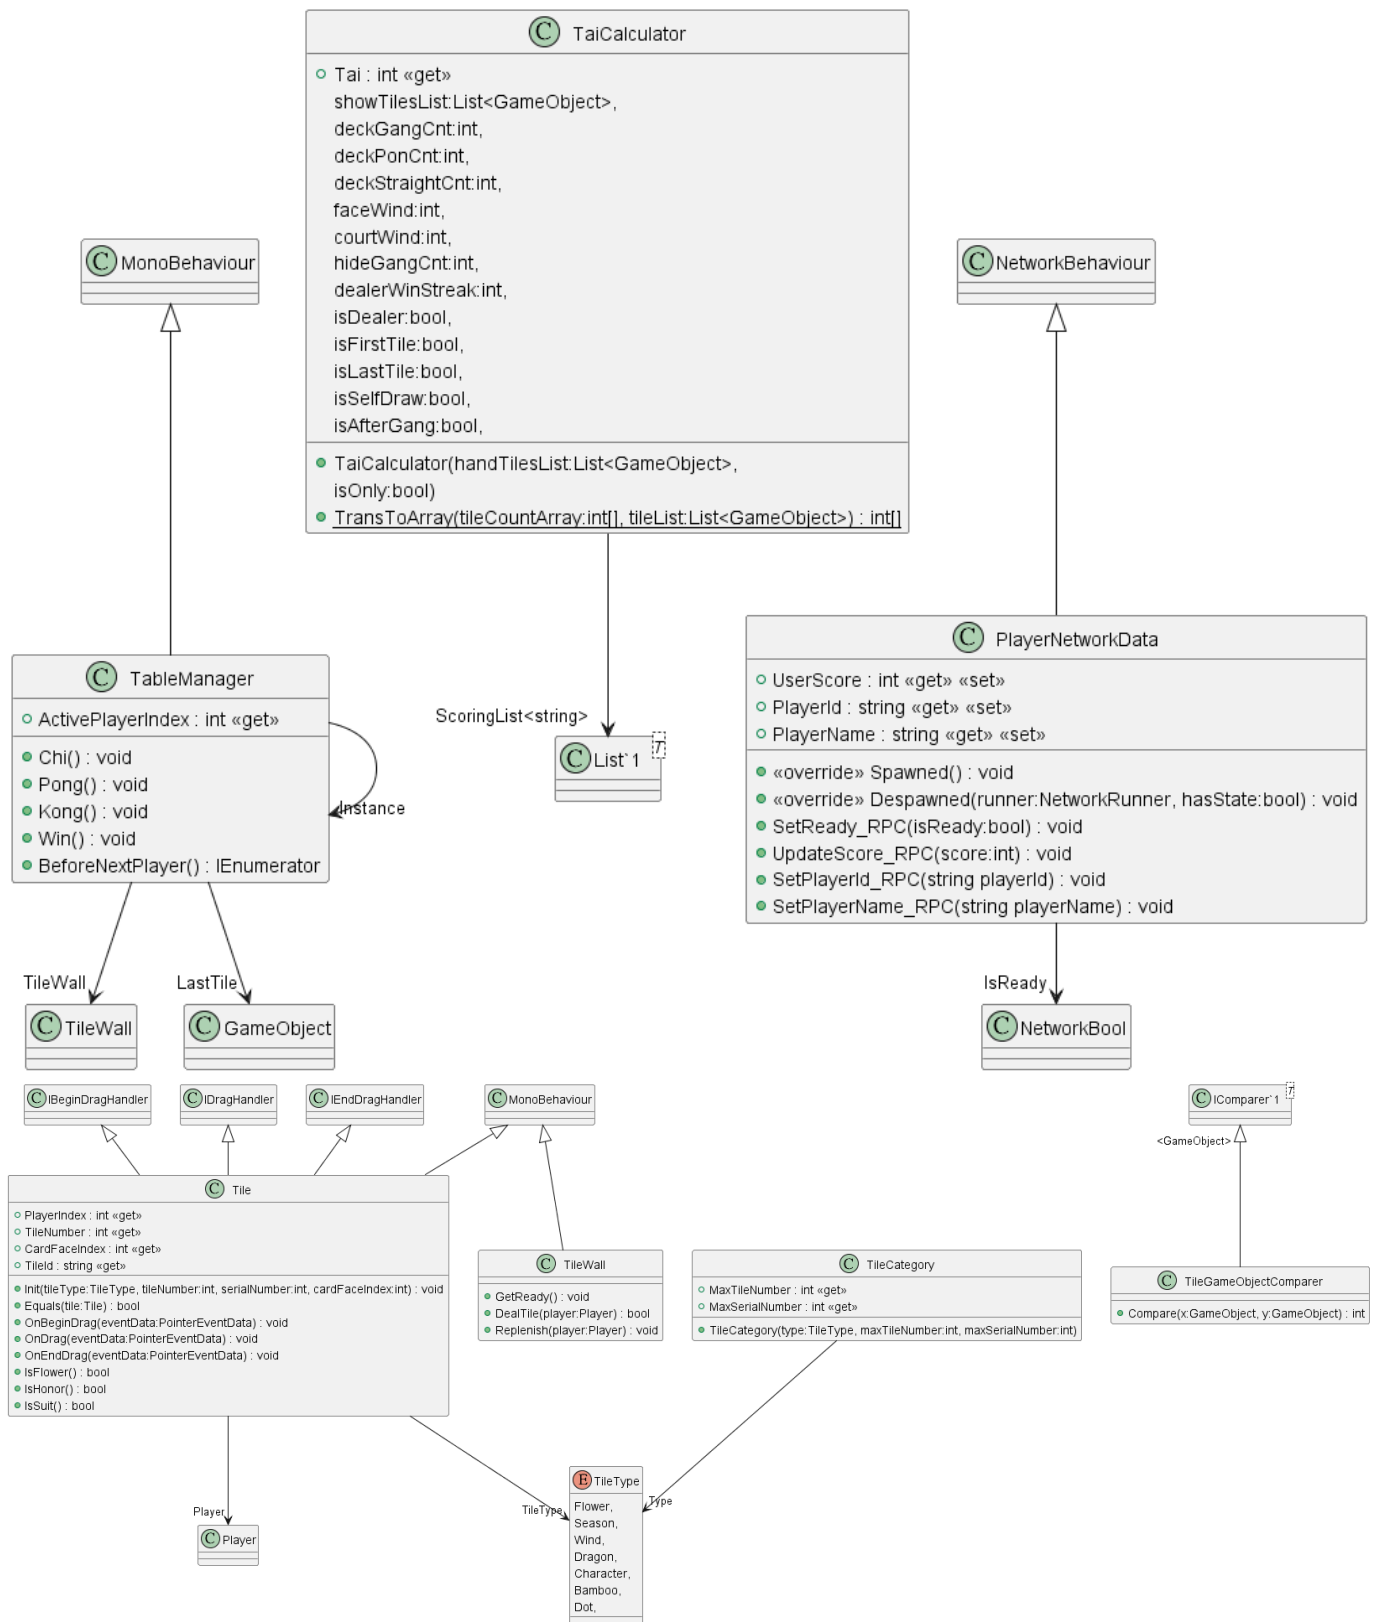 C TaiCalculator
Tai : int «get»
showTilesList:List<GameObject>,
deckGangCnt:int,
deckPonCnt:int,
deckStraightCnt:int,
faceWind:int,
courtWind:int,
hideGangCnt:int,
dealerWinStreak:int,
isDealer:bool,
isFirstTile:bool,
isLastTile:bool,
isSelfDraw:bool,
isAfterGang:bool,
TaiCalculator(handTilesList:List<GameObject>,
isOnly:bool)
TransToArray(tileCountArray:int[], tileList:List<GameObject>) : int[]
C MonoBehaviour
C NetworkBehaviour
C TableManager
ActivePlayerIndex : int «get»
Chi() : void
Pong() : void
Kong() : void
Win() : void
BeforeNextPlayer() : IEnumerator
Instance
ScoringList<string>
C List`1
T
C PlayerNetworkData
UserScore : int «get» «set»
PlayerId : string «get» «set»
PlayerName : string «get» «set»
«override» Spawned() : void
«override» Despawned(runner:NetworkRunner, hasState:bool) : void
SetReady_RPC(isReady:bool) : void
UpdateScore_RPC(score:int) : void
SetPlayerId_RPC(string playerId) : void
SetPlayerName_RPC(string playerName) : void
TileWall
LastTile
IsReady
C TileWall
C GameObject
C NetworkBool
C IBeginDragHandler
C IDragHandler
C IEndDragHandler
C MonoBehaviour
C IComparer`1
T
<GameObject>
C Tile
PlayerIndex : int «get»
TileNumber : int «get»
CardFaceIndex : int «get»
TileId : string «get»
Init(tileType:TileType, tileNumber:int, serialNumber:int, cardFaceIndex:int) : void
Equals(tile:Tile) : bool
OnBeginDrag(eventData:PointerEventData) : void
OnDrag(eventData:PointerEventData) : void
OnEndDrag(eventData:PointerEventData) : void
IsFlower() : bool
IsHonor() : bool
IsSuit() : bool
C TileWall
GetReady() : void
DealTile(player:Player) : bool
Replenish(player:Player) : void
C TileCategory
MaxTileNumber : int «get»
MaxSerialNumber : int «get»
TileCategory(type:TileType, maxTileNumber:int, maxSerialNumber:int)
C TileGameObjectComparer
Compare(x:GameObject, y:GameObject) : int
Player
C Player
TileType
Type
E TileType
Flower,
Season,
Wind,
Dragon,
Character,
Bamboo,
Dot,